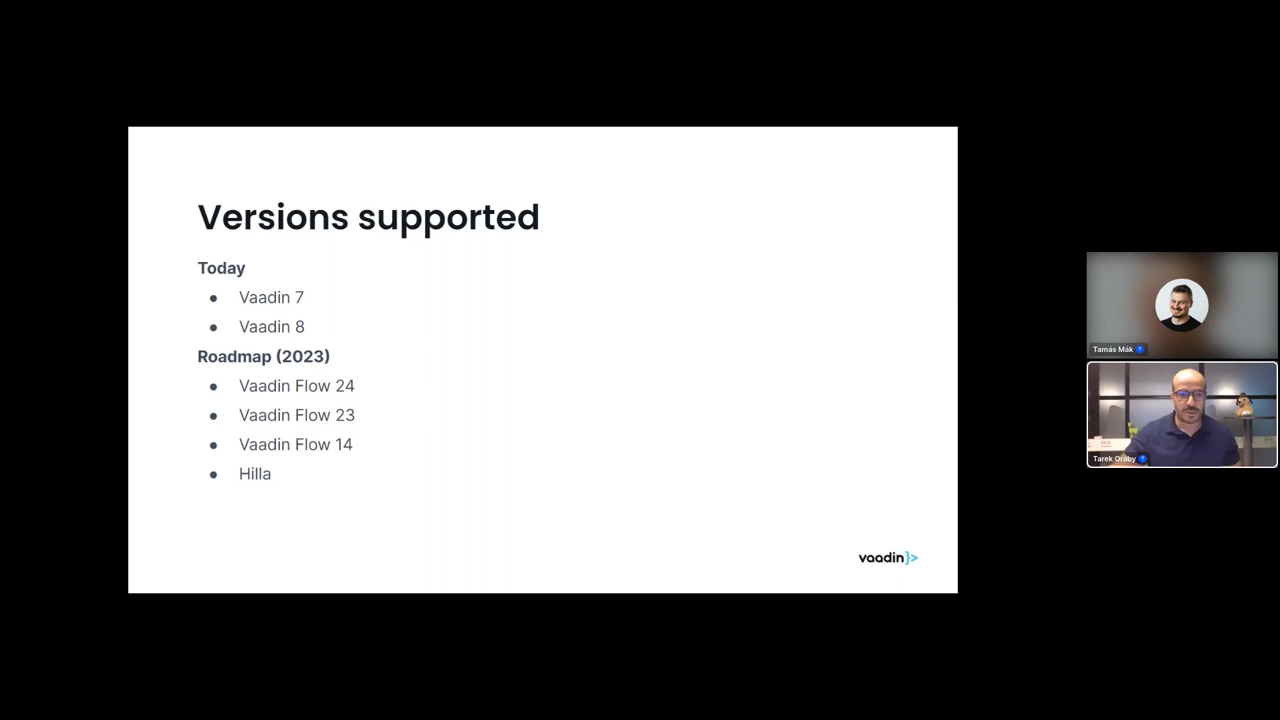 Versions supported
Today
● Vaadin 7
● Vaadin 8
Roadmap (2023)
● Vaadin Flow 24
● Vaadin Flow 23
● Vaadin Flow 14
● Hilla
vaadin}>
Tamás Mák
Tarek Oraby